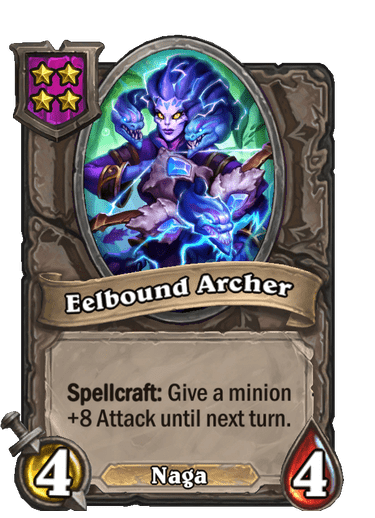 Eelbound Archer
Spellcraft: Give a minion
+8 Attack until next turn.
4
Naga
4